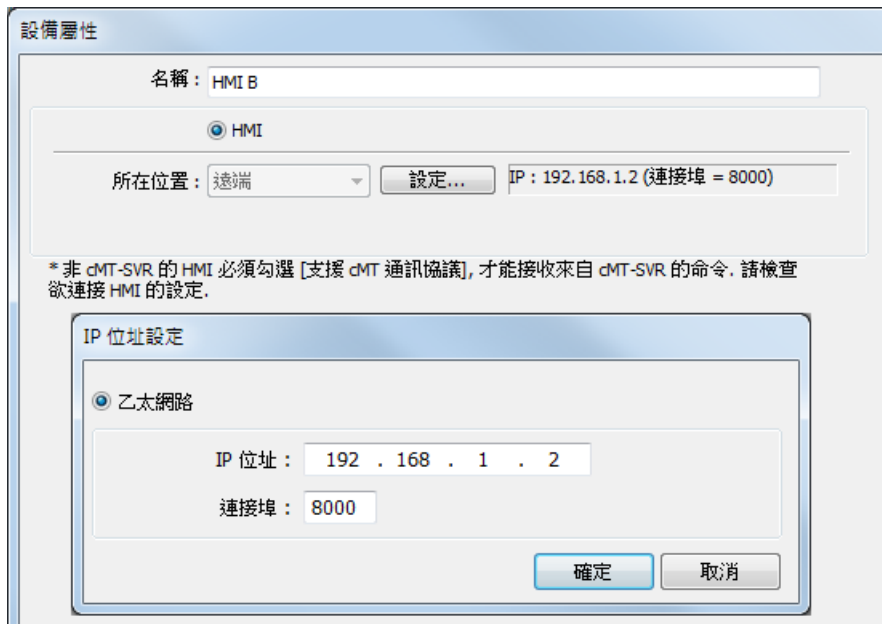 設備屬性
名稱 : HMI B
HMI
所在位置 : 遠端 設定... IP : 192.168.1.2 (連接埠 = 8000)
* 非 cMT-SVR 的 HMI 必須勾選 [支援 cMT 通訊協議], 才能接收來自 cMT-SVR 的命令. 請檢查
欲連接 HMI 的設定.
IP 位址設定
乙太網路
IP 位址 : 192 . 168 . 1 . 2
連接埠 : 8000
確定 取消